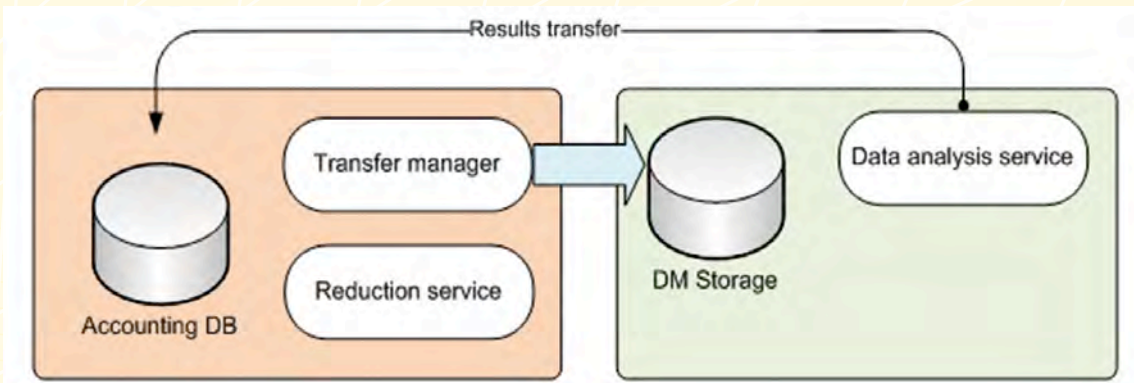 Results transfer
Transfer manager
Data analysis service
Reduction service
DM Storage
Accounting DB